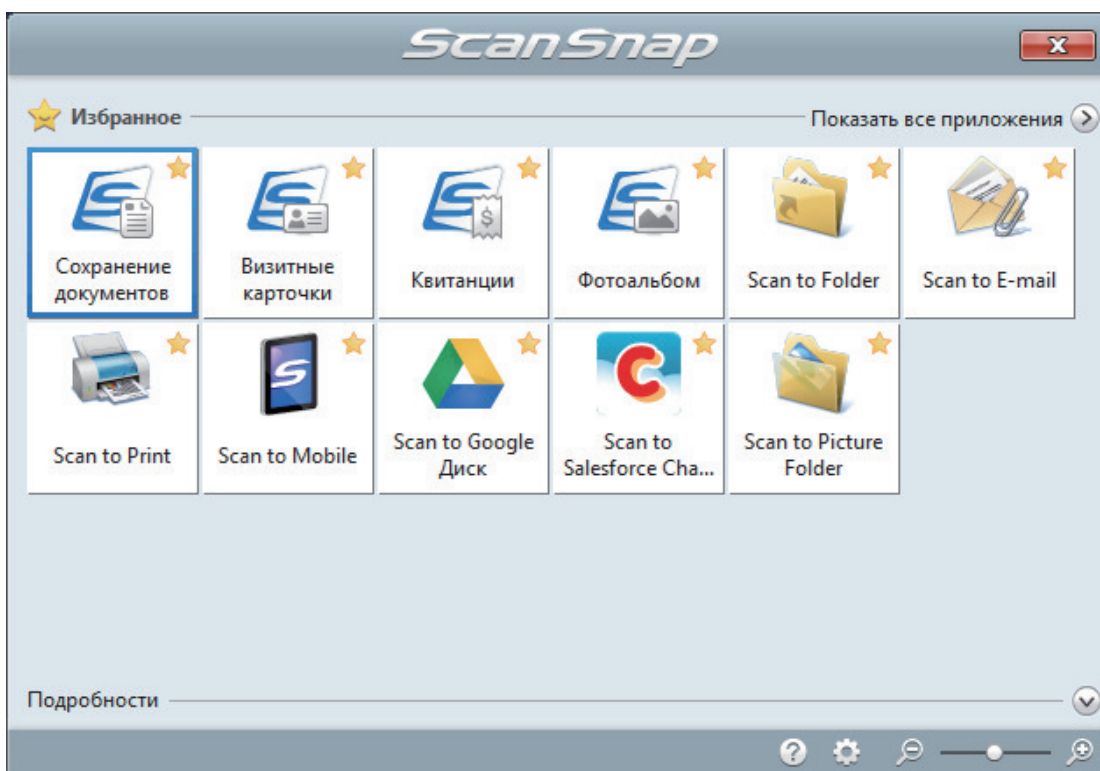 ScanSnap
Избранное
Показать все приложения
Сохранение
документов
Визитные
карточки
Квитанции
Фотоальбом
Scan to Folder
Scan to E-mail
Scan to Print
Scan to Mobile
Scan to Google
Диск
Scan to
Salesforce Cha...
Scan to Picture
Folder
Подробности